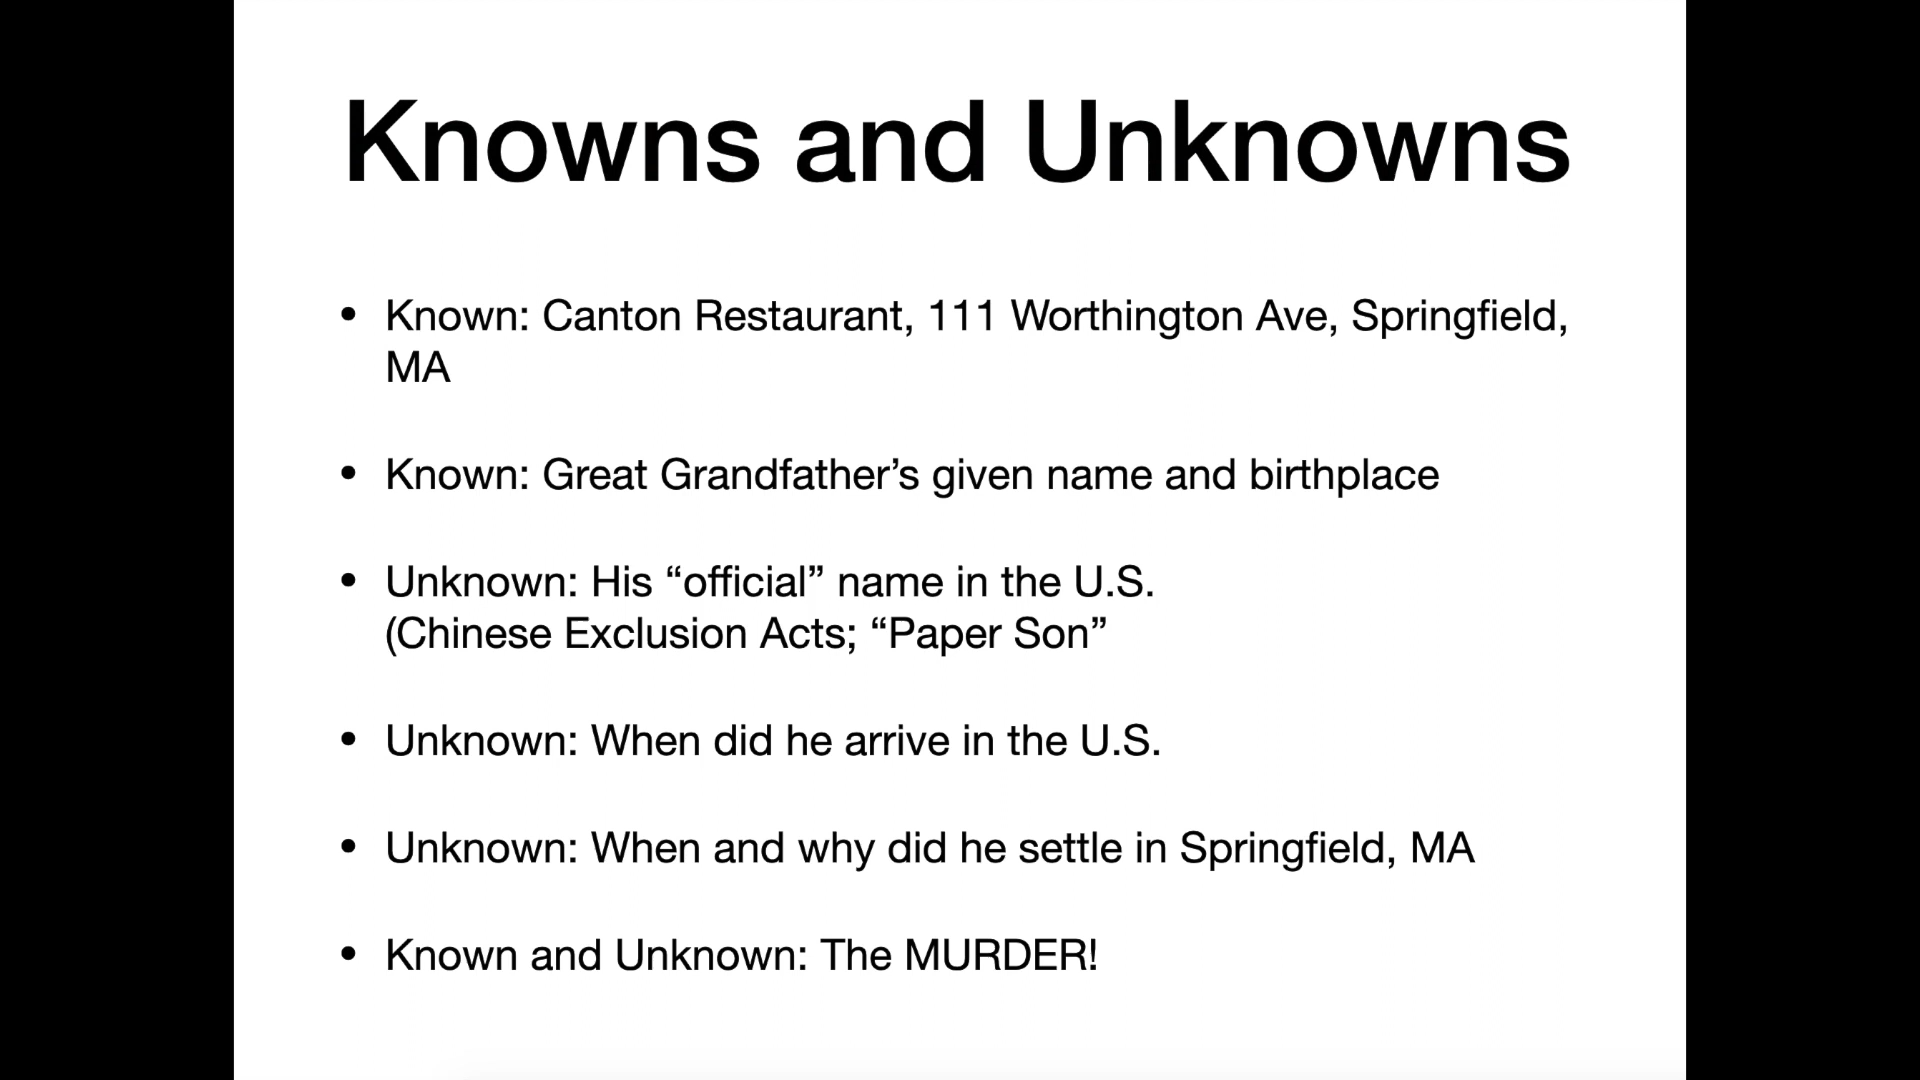 Knowns and Unknowns
• Known: Canton Restaurant, 111 Worthington Ave, Springfield,
MA
• Known: Great Grandfather’s given name and birthplace
• Unknown: His “official” name in the U.S.
(Chinese Exclusion Acts; “Paper Son”
• Unknown: When did he arrive in the U.S.
• Unknown: When and why did he settle in Springfield, MA
• Known and Unknown: The MURDER!